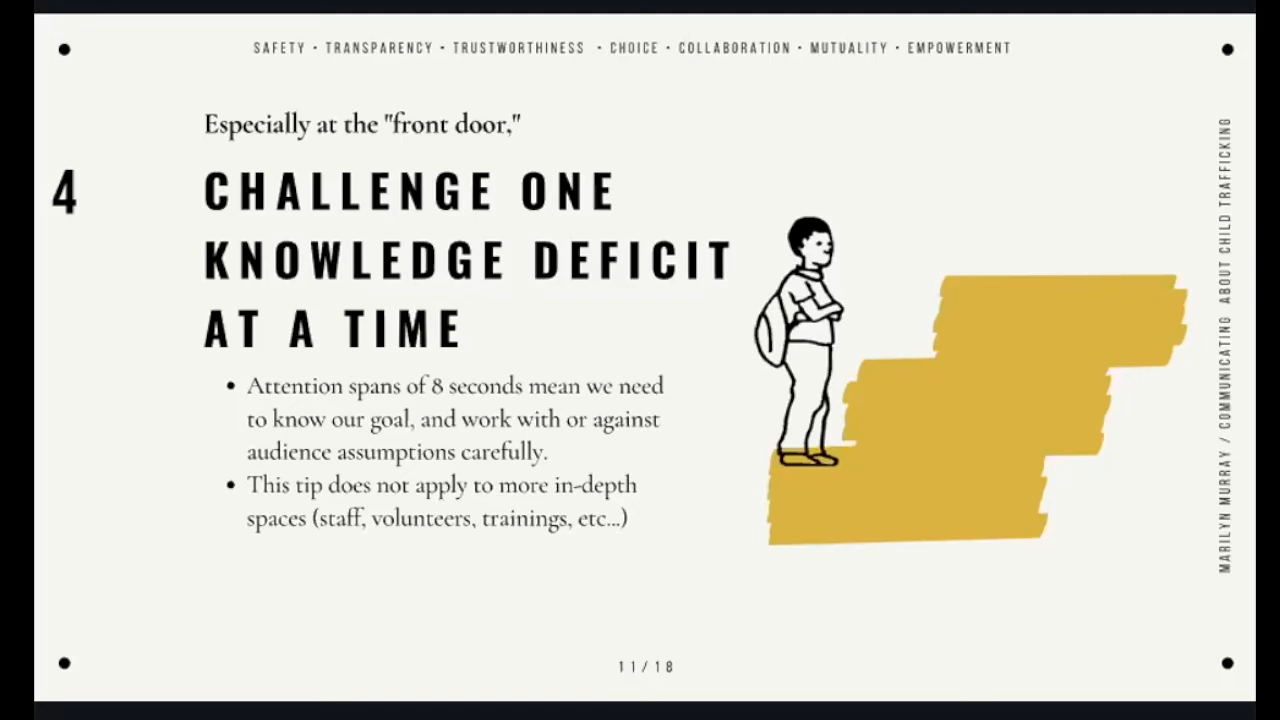 SAFETY • TRANSPARENCY • TRUSTWORTHINESS • CHOICE • COLLABORATION • MUTUALITY • EMPOWERMENT
Especially at the "front door,"
4
CHALLENGE ONE
KNOWLEDGE DEFICIT
AT A TIME
• Attention spans of 8 seconds mean we need
to know our goal, and work with or against
audience assumptions carefully.
• This tip does not apply to more in-depth
spaces (staff, volunteers, trainings, etc...)
MARILYN MURRAY / COMMUNICATING ABOUT CHILD TRAFFICKING
11/18